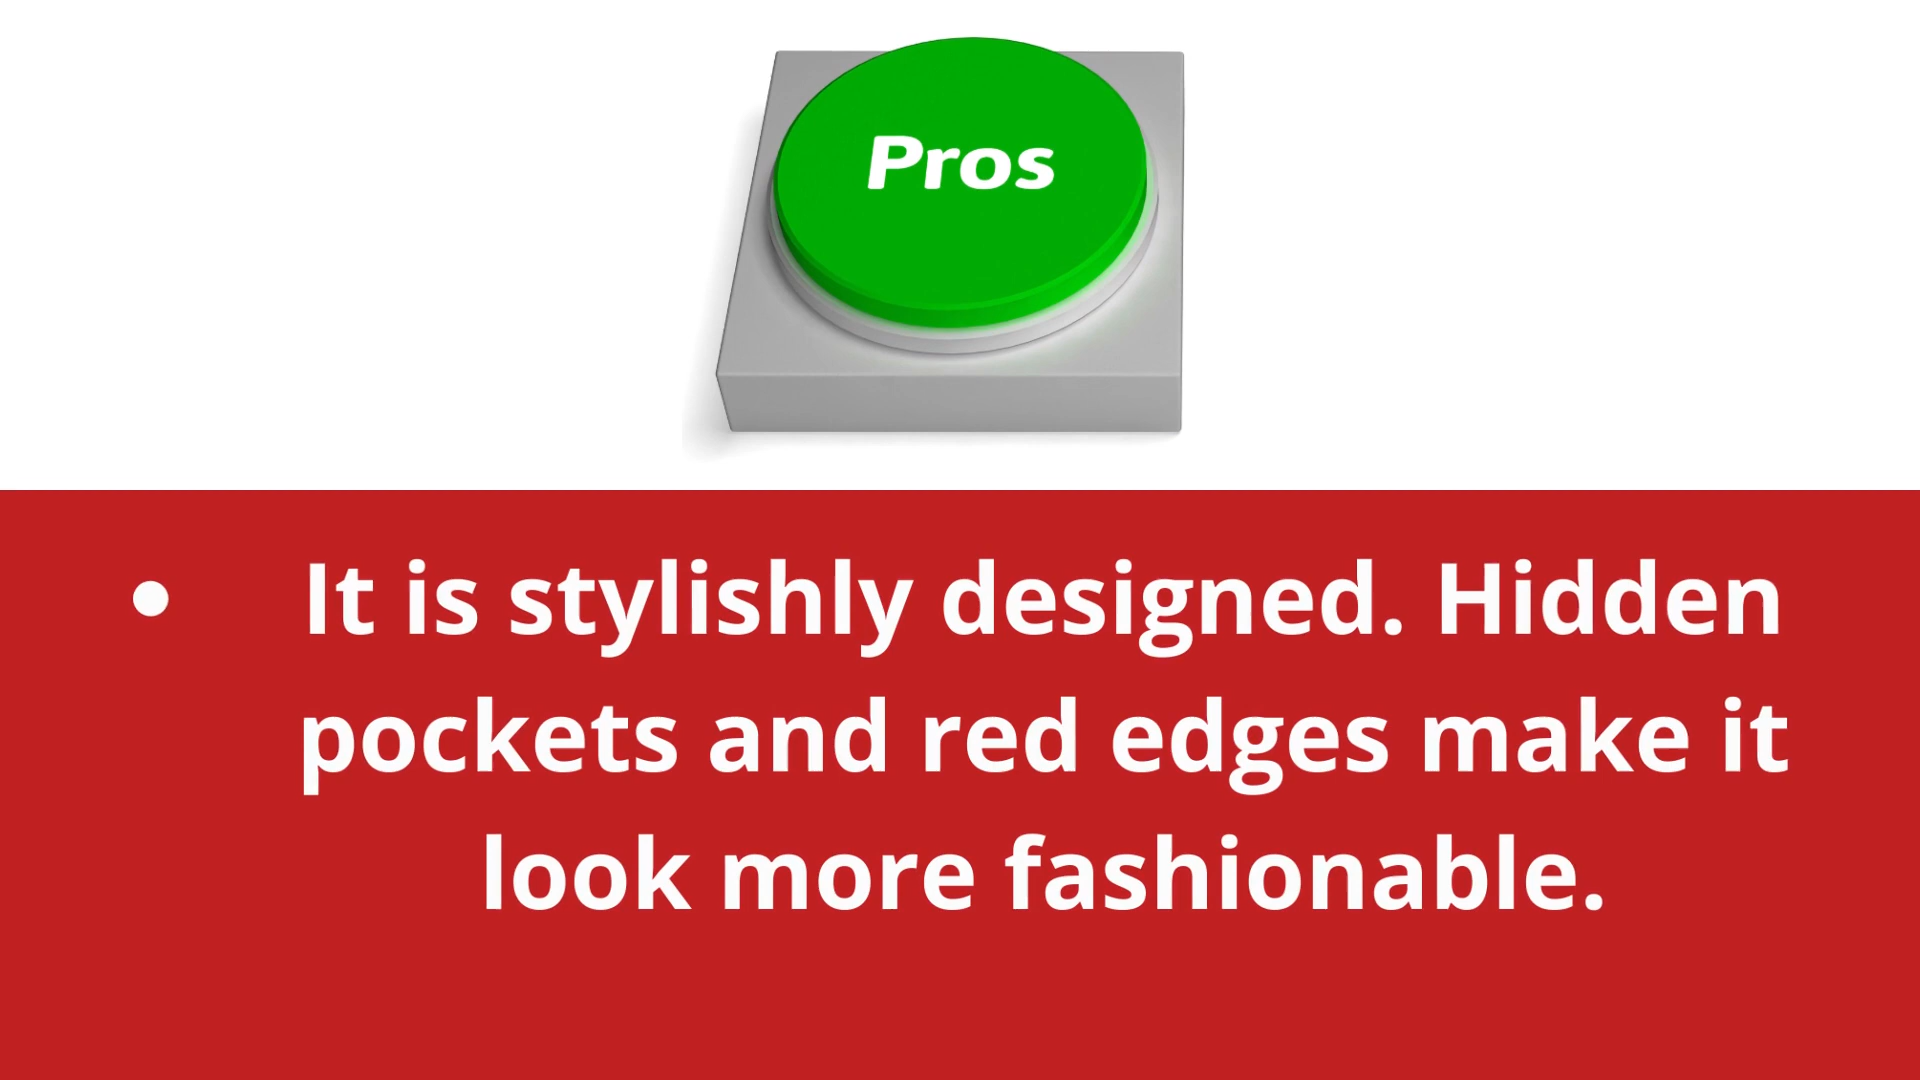 Pros
• It is stylishly designed. Hidden
pockets and red edges make it
look more fashionable.